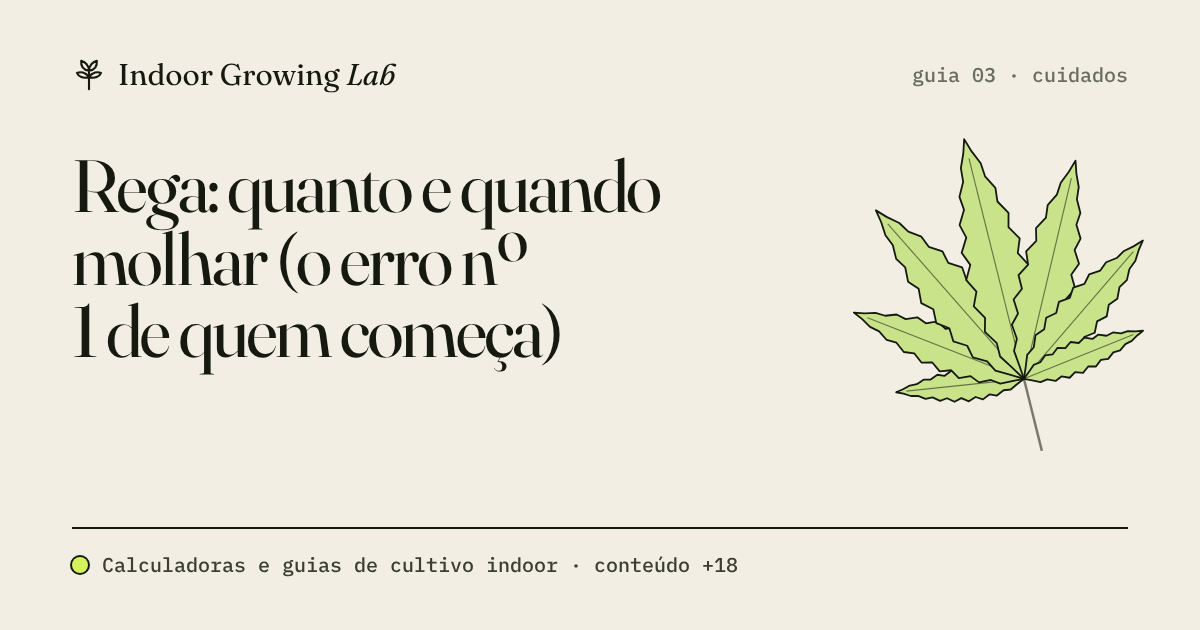 Indoor Growing Lab
guia 03 · cuidados
Rega: quanto e quando
molhar (o erro nº
1 de quem começa)
Calculadoras e guias de cultivo indoor · conteúdo +18